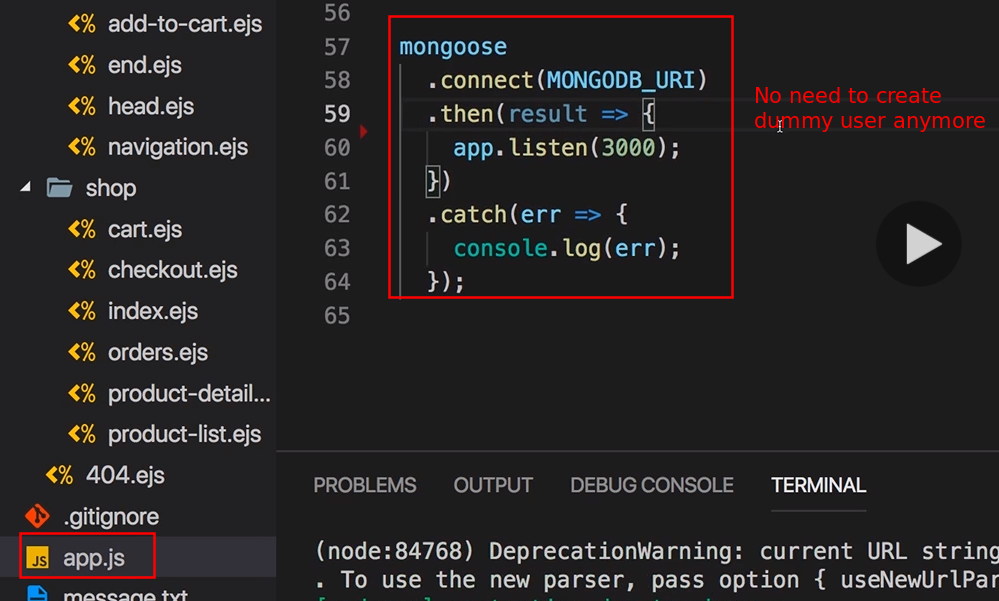 add-to-cart.ejs
end.ejs
head.ejs
navigation.ejs
shop
cart.ejs
checkout.ejs
index.ejs
orders.ejs
product-detail...
product-list.ejs
404.ejs
.gitignore
JS app.js
message.txt
56
57 mongoose
58 .connect(MONGODB_URI)
59 .then(result => {
60 app.listen(3000);
61 })
62 .catch(err => {
63 console.log(err);
64 });
65
No need to create
dummy user anymore
PROBLEMS OUTPUT DEBUG CONSOLE TERMINAL
(node:84768) DeprecationWarning: current URL string
. To use the new parser, pass option { useNewUrlPar